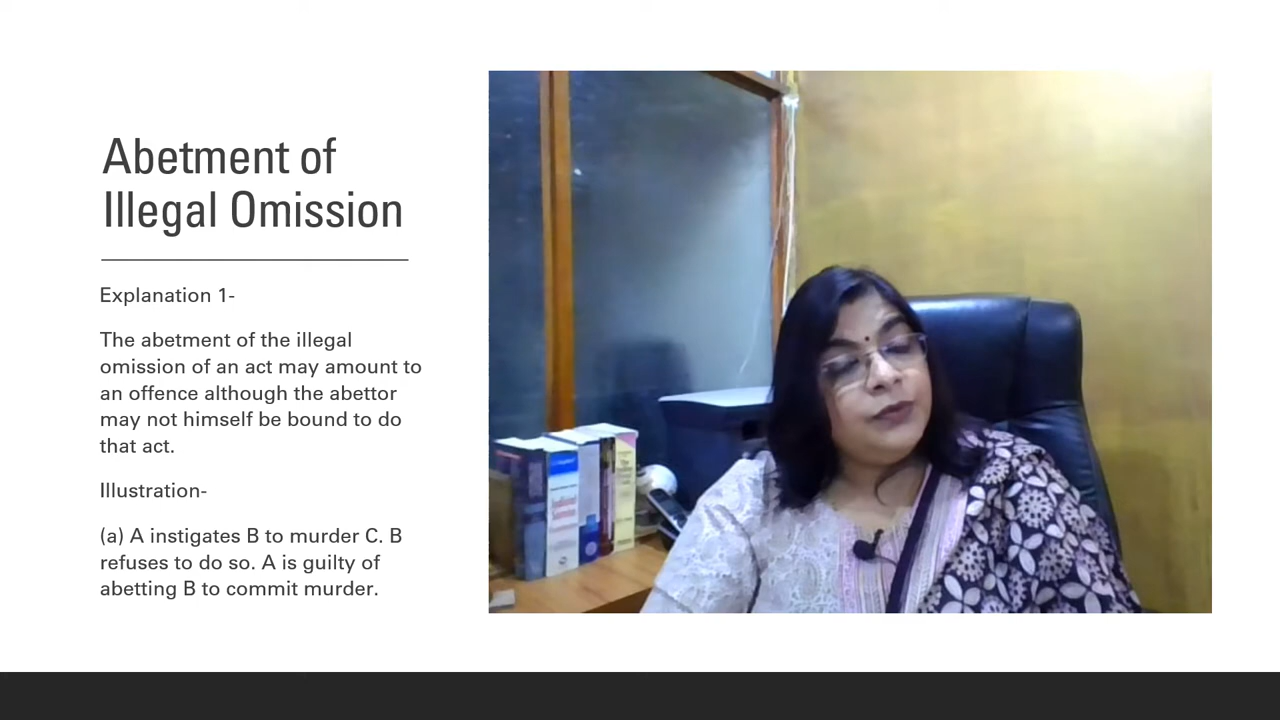 Abetment of
Illegal Omission
Explanation 1-
The abetment of the illegal
omission of an act may amount to
an offence although the abettor
may not himself be bound to do
that act.
Illustration-
(a) A instigates B to murder C. B
refuses to do so. A is guilty of
abetting B to commit murder.